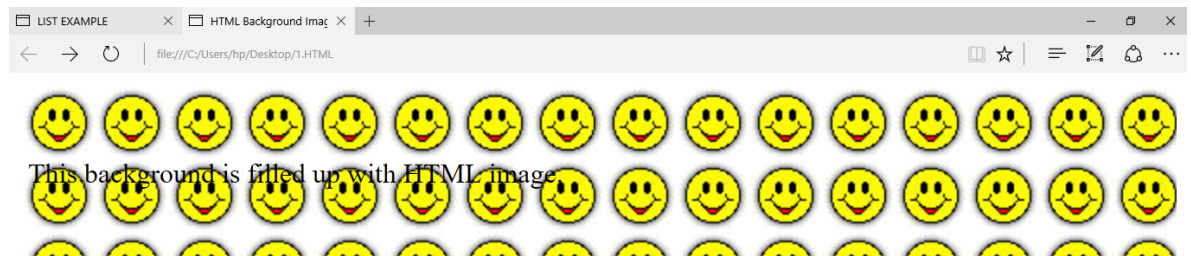 LIST EXAMPLE HTML Background Imag
file:///C:/Users/hp/Desktop/1.HTML
This background is filled up with HTML image.